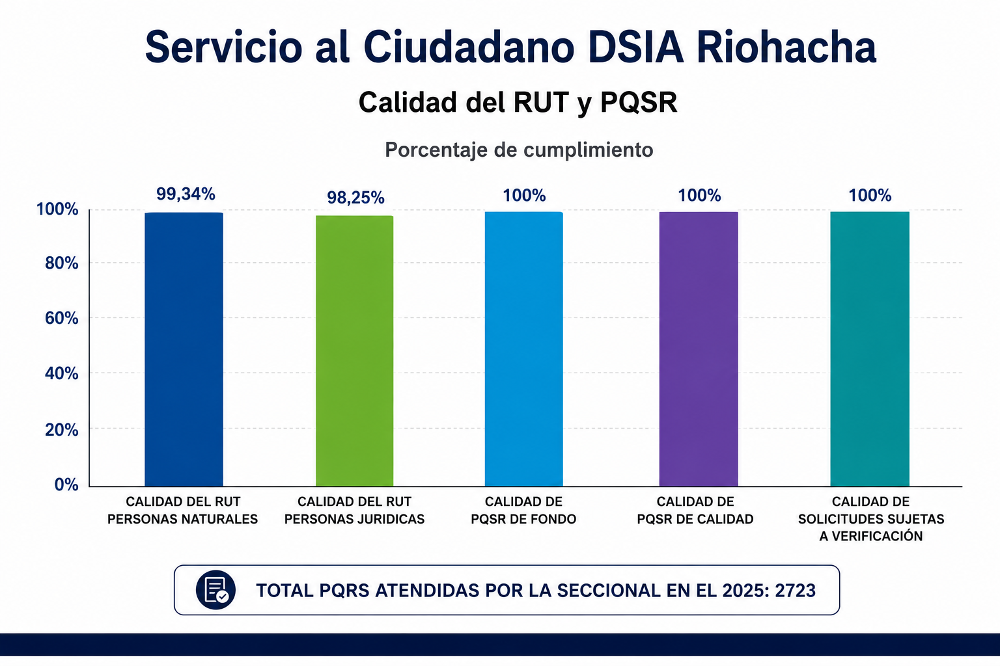 Servicio al Ciudadano DSIA Riohacha
Calidad del RUT y PQSR
Porcentaje de cumplimiento
99,34%
98,25%
100%
100%
100%
100%
80%
60%
40%
20%
0%
CALIDAD DEL RUT
PERSONAS NATURALES
CALIDAD DEL RUT
PERSONAS JURIDICAS
CALIDAD DE
PQSR DE FONDO
CALIDAD DE
PQSR DE CALIDAD
CALIDAD DE
SOLICITUDES SUJETAS
A VERIFICACIÓN
TOTAL PQRS ATENDIDAS POR LA SECCIONAL EN EL 2025: 2723